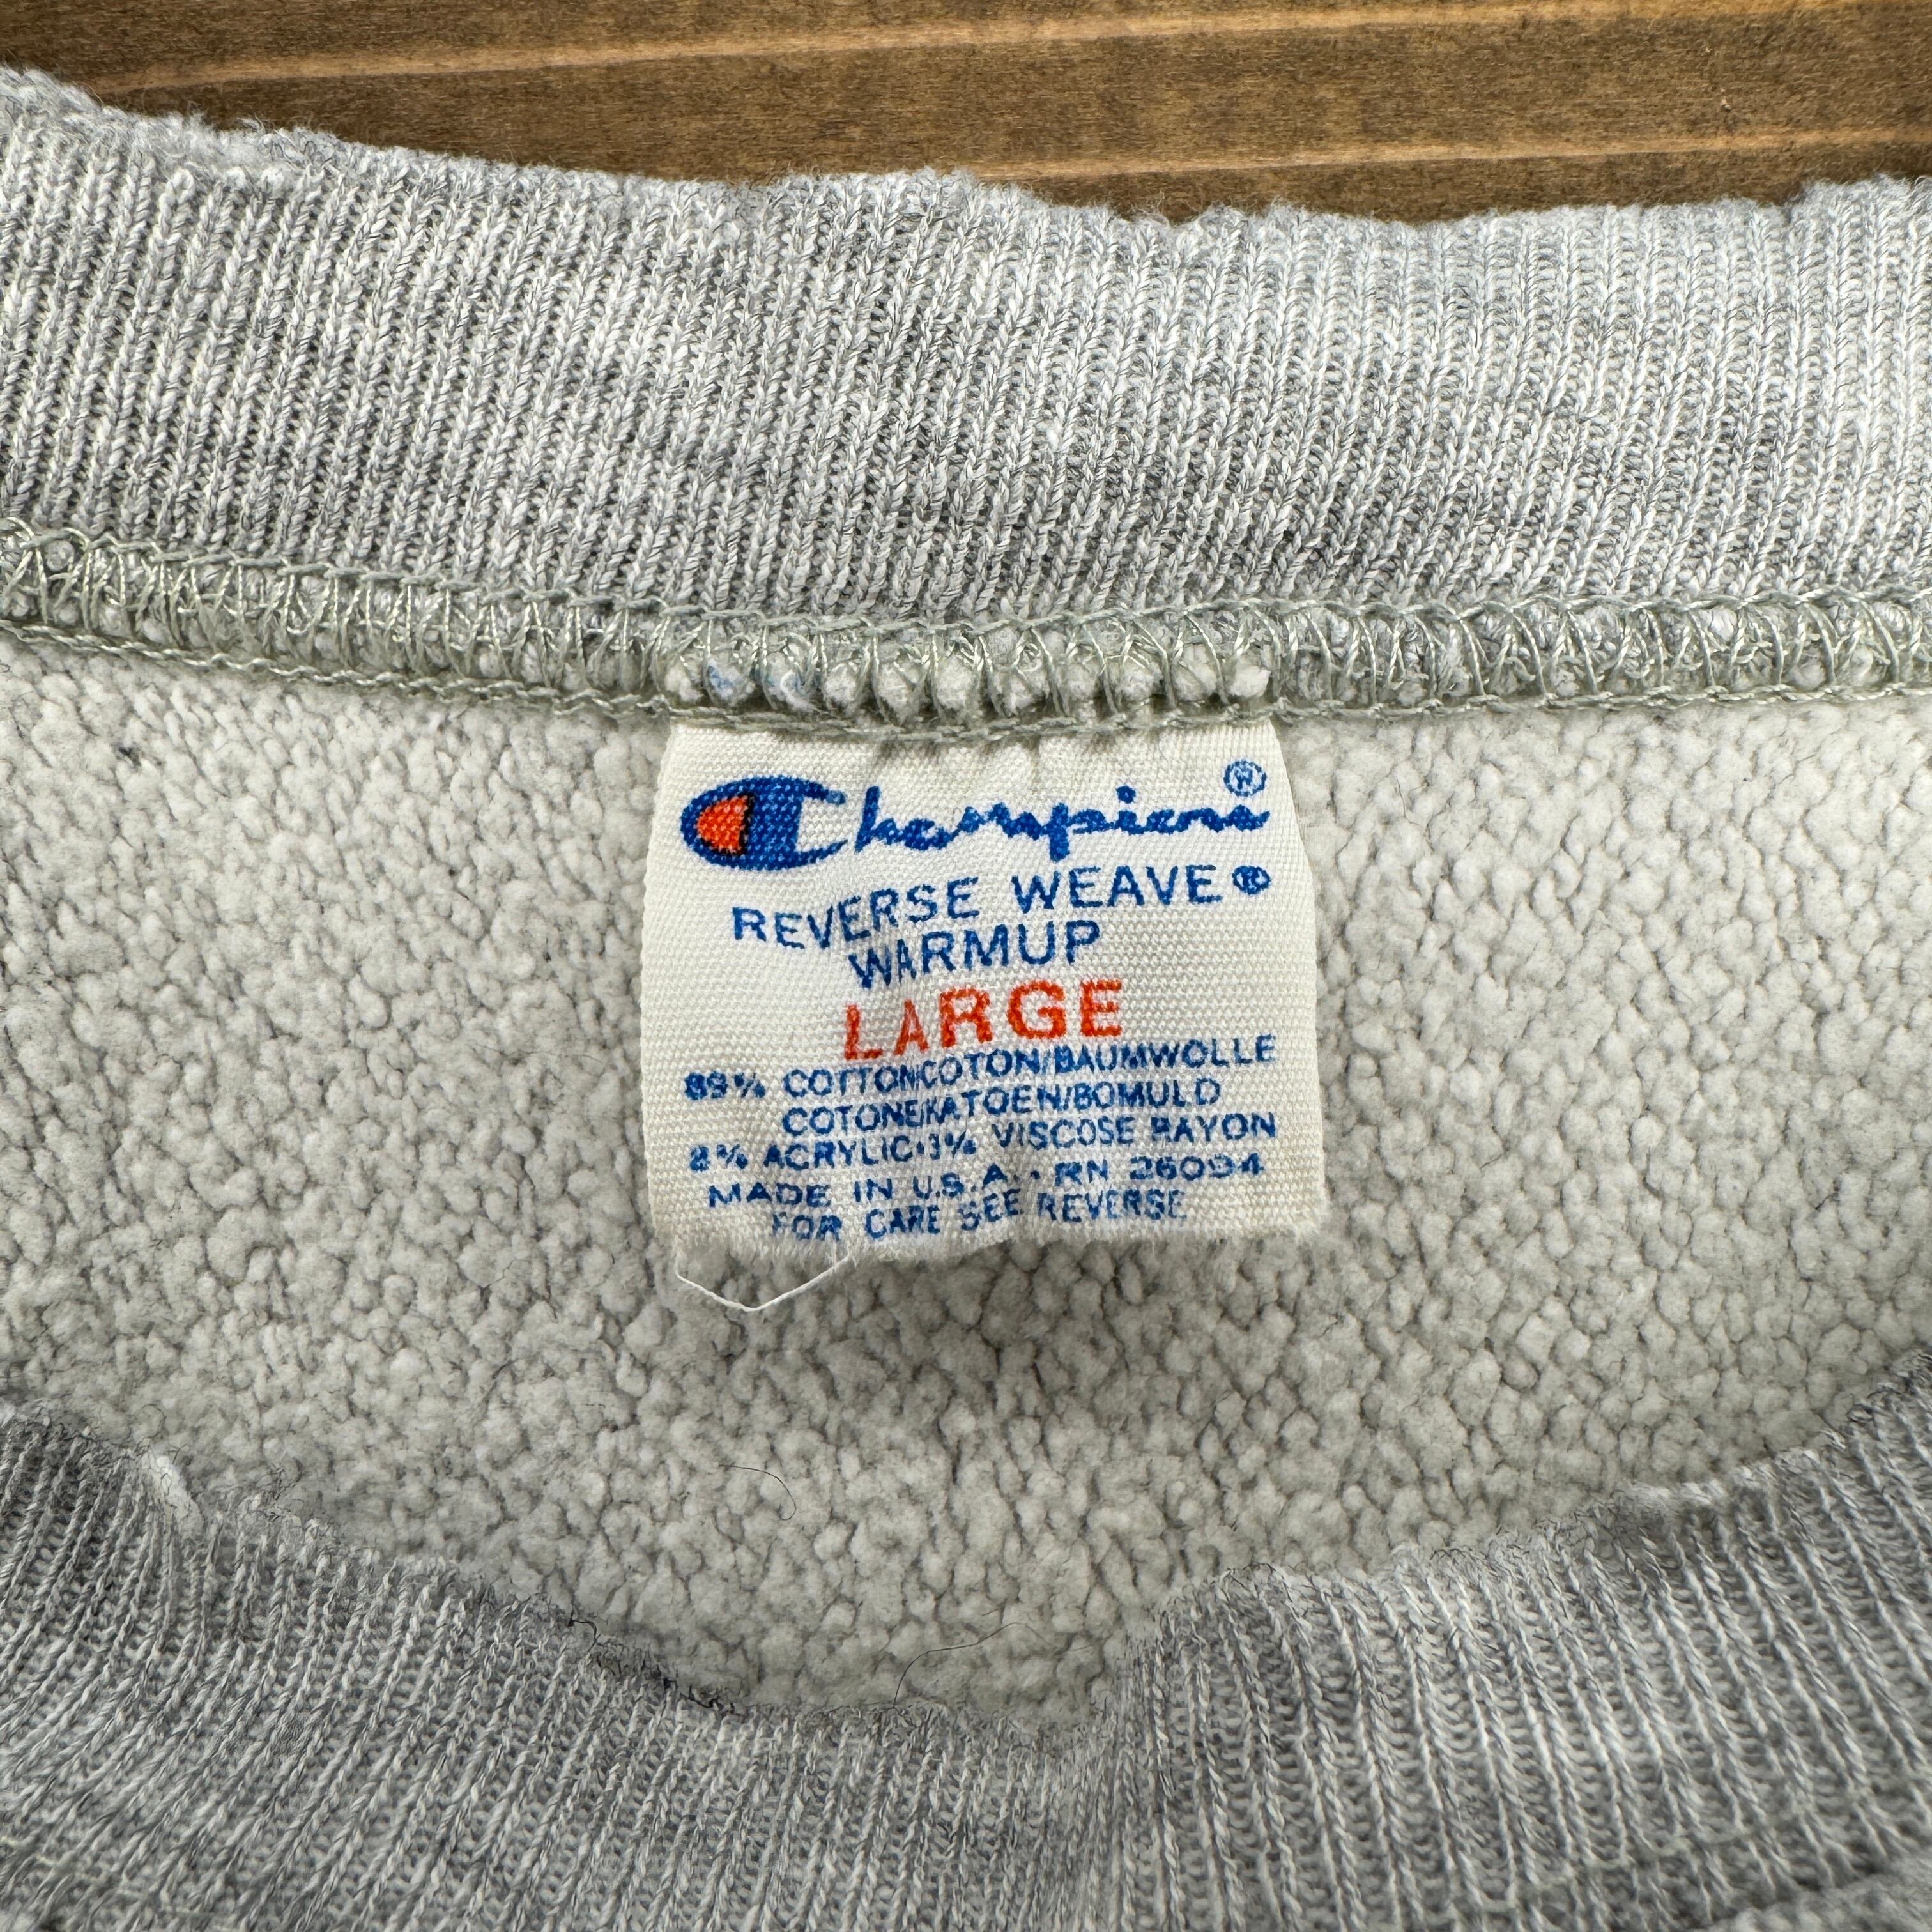 Champion®
REVERSE WEAVE®
WARMUP
LARGE
89% COTTON/COTON/BAUMWOLLE
COTONE/KATOEN/BOMULD
8% ACRYLIC•3% VISCOSE RAYON
MADE IN U.S.A. • RN 26094
FOR CARE SEE REVERSE